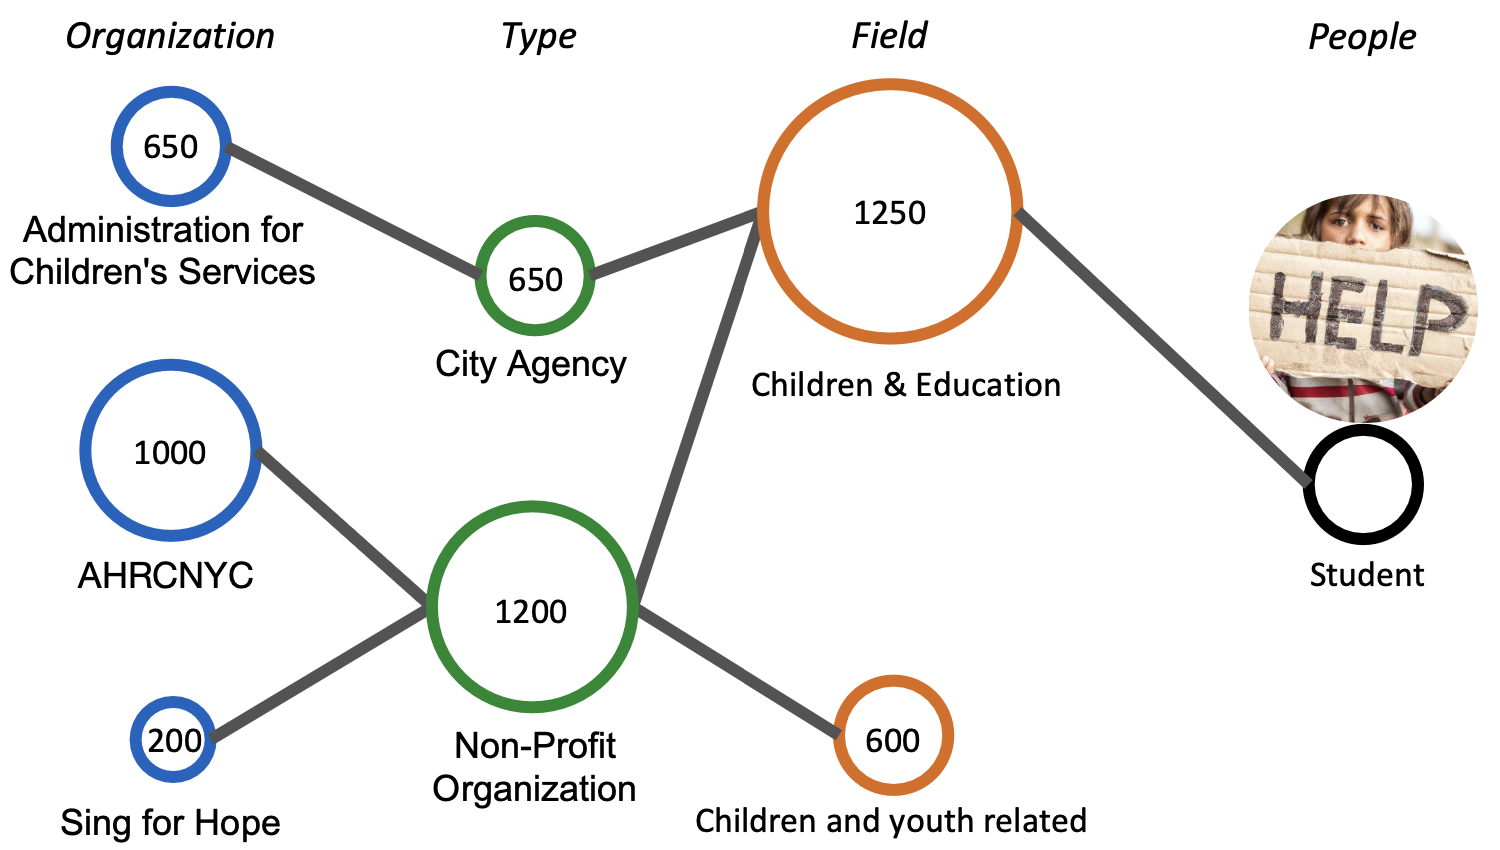 Organization
Type
Field
People
650
Administration for
Children's Services
650
City Agency
1250
Children & Education
HELP
1000
AHRCNYC
1200
Non-Profit
Organization
Student
200
Sing for Hope
600
Children and youth related